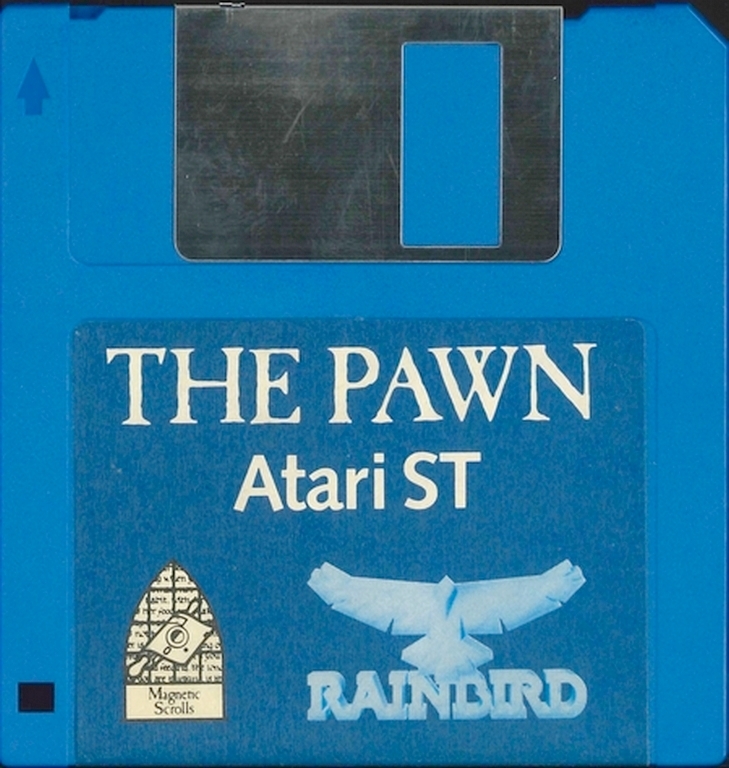 THE PAWN
Atari ST
Magnetic
Scrolls
RAINBIRD